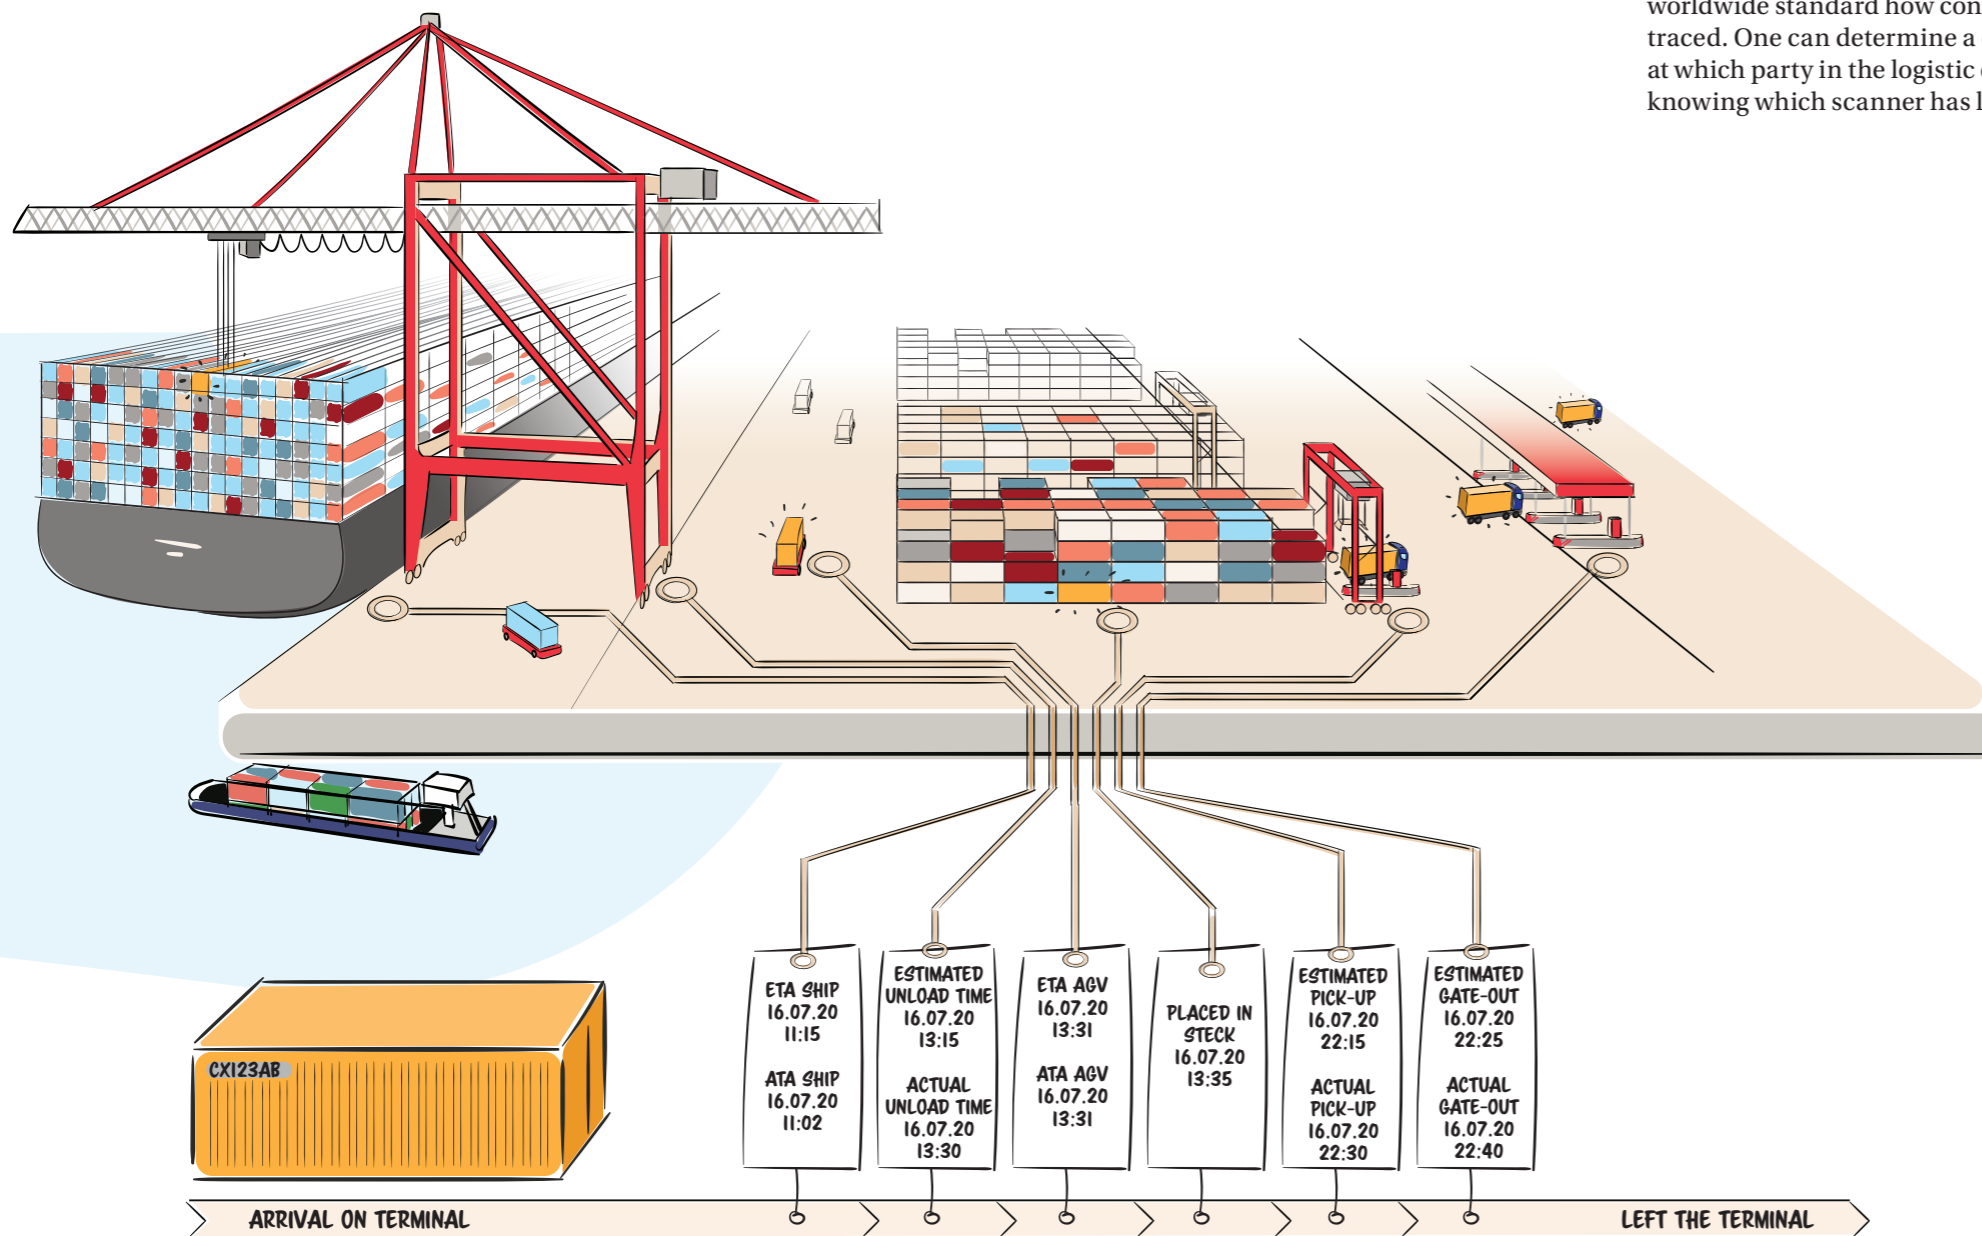 worldwide standard how con
traced. One can determine a
at which party in the logistic
knowing which scanner has
CX123AB
ETA SHIP
16.07.20
11:15
ATA SHIP
16.07.20
11:02
ESTIMATED
UNLOAD TIME
16.07.20
13:15
ACTUAL
UNLOAD TIME
16.07.20
13:30
ETA AGV
16.07.20
13:31
ATA AGV
16.07.20
13:31
PLACED IN
STECK
16.07.20
13:35
ESTIMATED
PICK-UP
16.07.20
22:15
ACTUAL
PICK-UP
16.07.20
22:30
ESTIMATED
GATE-OUT
16.07.20
22:25
ACTUAL
GATE-OUT
16.07.20
22:40
ARRIVAL ON TERMINAL
LEFT THE TERMINAL